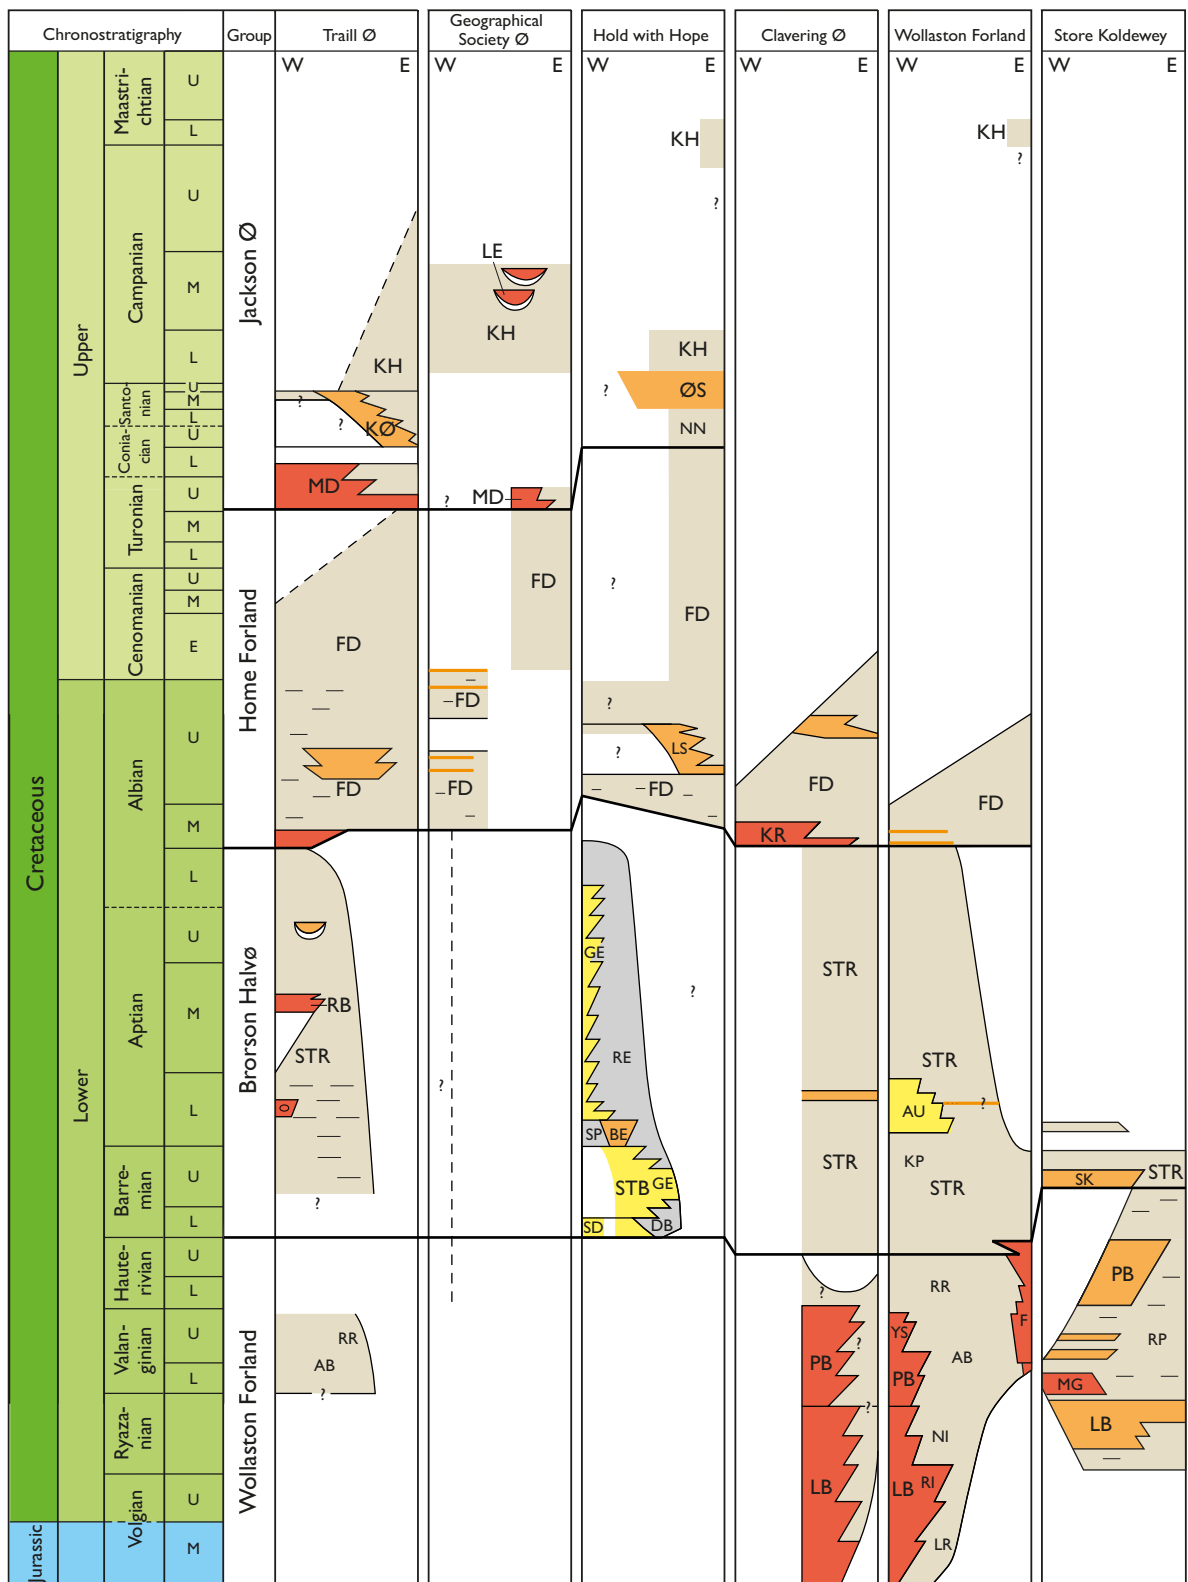 Chronostratigraphy
Group
Traill Ø
Geographical
Society Ø
Hold with Hope
Clavering Ø
Wollaston Forland
Store Koldewey
W E
W E
W E
W E
W E
W E
Cretaceous
Jurassic
Upper
Lower
Maastri-
chtian
Campanian
Santo-
nian
Conia-
cian
Turonian
Cenomanian
Albian
Aptian
Barre-
mian
Haute-
rivian
Valan-
ginian
Ryaza-
nian
Volgian
U
L
U
M
L
U
M
L
U
L
U
M
L
U
M
E
U
M
L
U
M
L
U
L
U
L
U
L
U
M
Jackson Ø
Home Forland
Brorson Halvø
Wollaston Forland
KH
?
?
KØ
MD
FD
FD
RB
STR
O
?
RR
AB
?
LE
KH
?
MD
FD
FD
FD
?
KH
?
KH
?
ØS
NN
?
FD
?
LS
?
FD
GE
?
RE
SP
BE
STB
GE
SD
DB
FD
KR
STR
STR
?
?
PB
?
LB
KH
?
FD
STR
AU
?
KP
STR
RR
F
YS
AB
PB
NI
LB
RI
LR
STR
SK
PB
RP
MG
LB